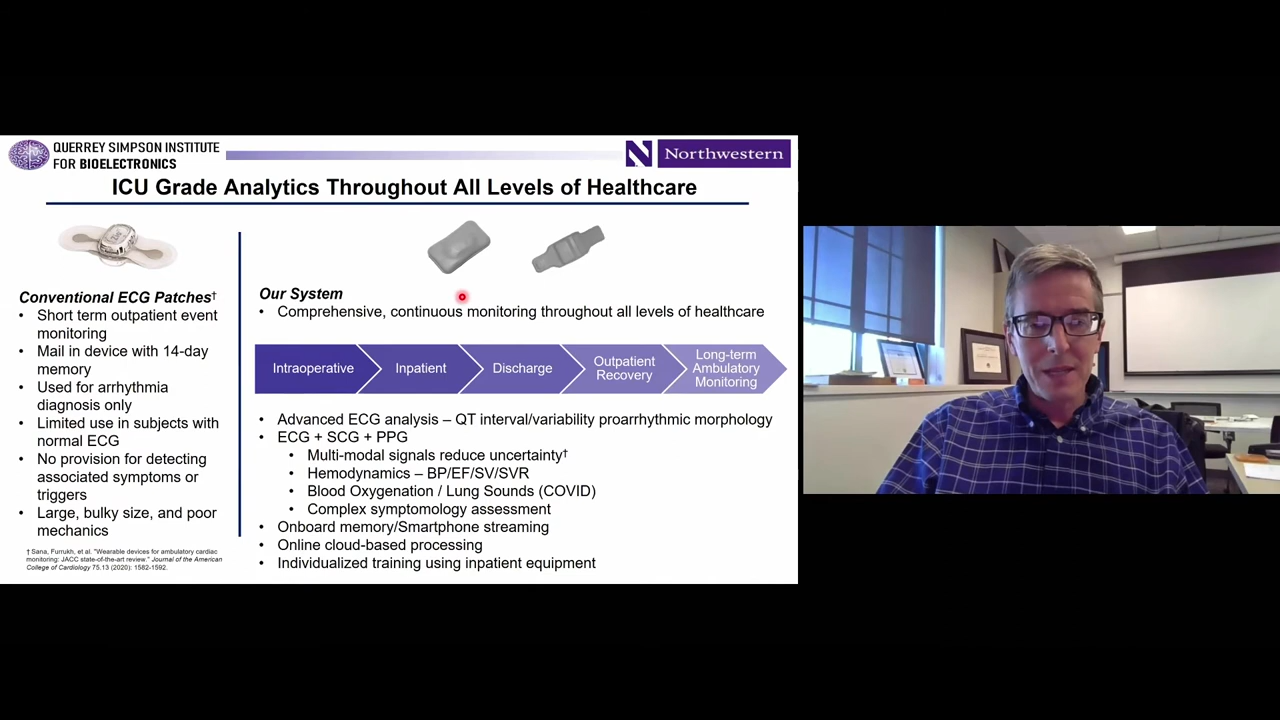 QUERREY SIMPSON INSTITUTE
FOR BIOELECTRONICS
N Northwestern
ICU Grade Analytics Throughout All Levels of Healthcare
Conventional ECG Patches†
• Short term outpatient event
monitoring
• Mail in device with 14-day
memory
• Used for arrhythmia
diagnosis only
• Limited use in subjects with
normal ECG
• No provision for detecting
associated symptoms or
triggers
• Large, bulky size, and poor
mechanics
† Sana, Furrukh, et al. "Wearable devices for ambulatory cardiac
monitoring: JACC state-of-the-art review." Journal of the American
College of Cardiology 75.13 (2020): 1582-1592.
Our System
• Comprehensive, continuous monitoring throughout all levels of healthcare
Intraoperative
Inpatient
Discharge
Outpatient
Recovery
Long-term
Ambulatory
Monitoring
• Advanced ECG analysis – QT interval/variability proarrhythmic morphology
• ECG + SCG + PPG
• Multi-modal signals reduce uncertainty†
• Hemodynamics – BP/EF/SV/SVR
• Blood Oxygenation / Lung Sounds (COVID)
• Complex symptomology assessment
• Onboard memory/Smartphone streaming
• Online cloud-based processing
• Individualized training using inpatient equipment